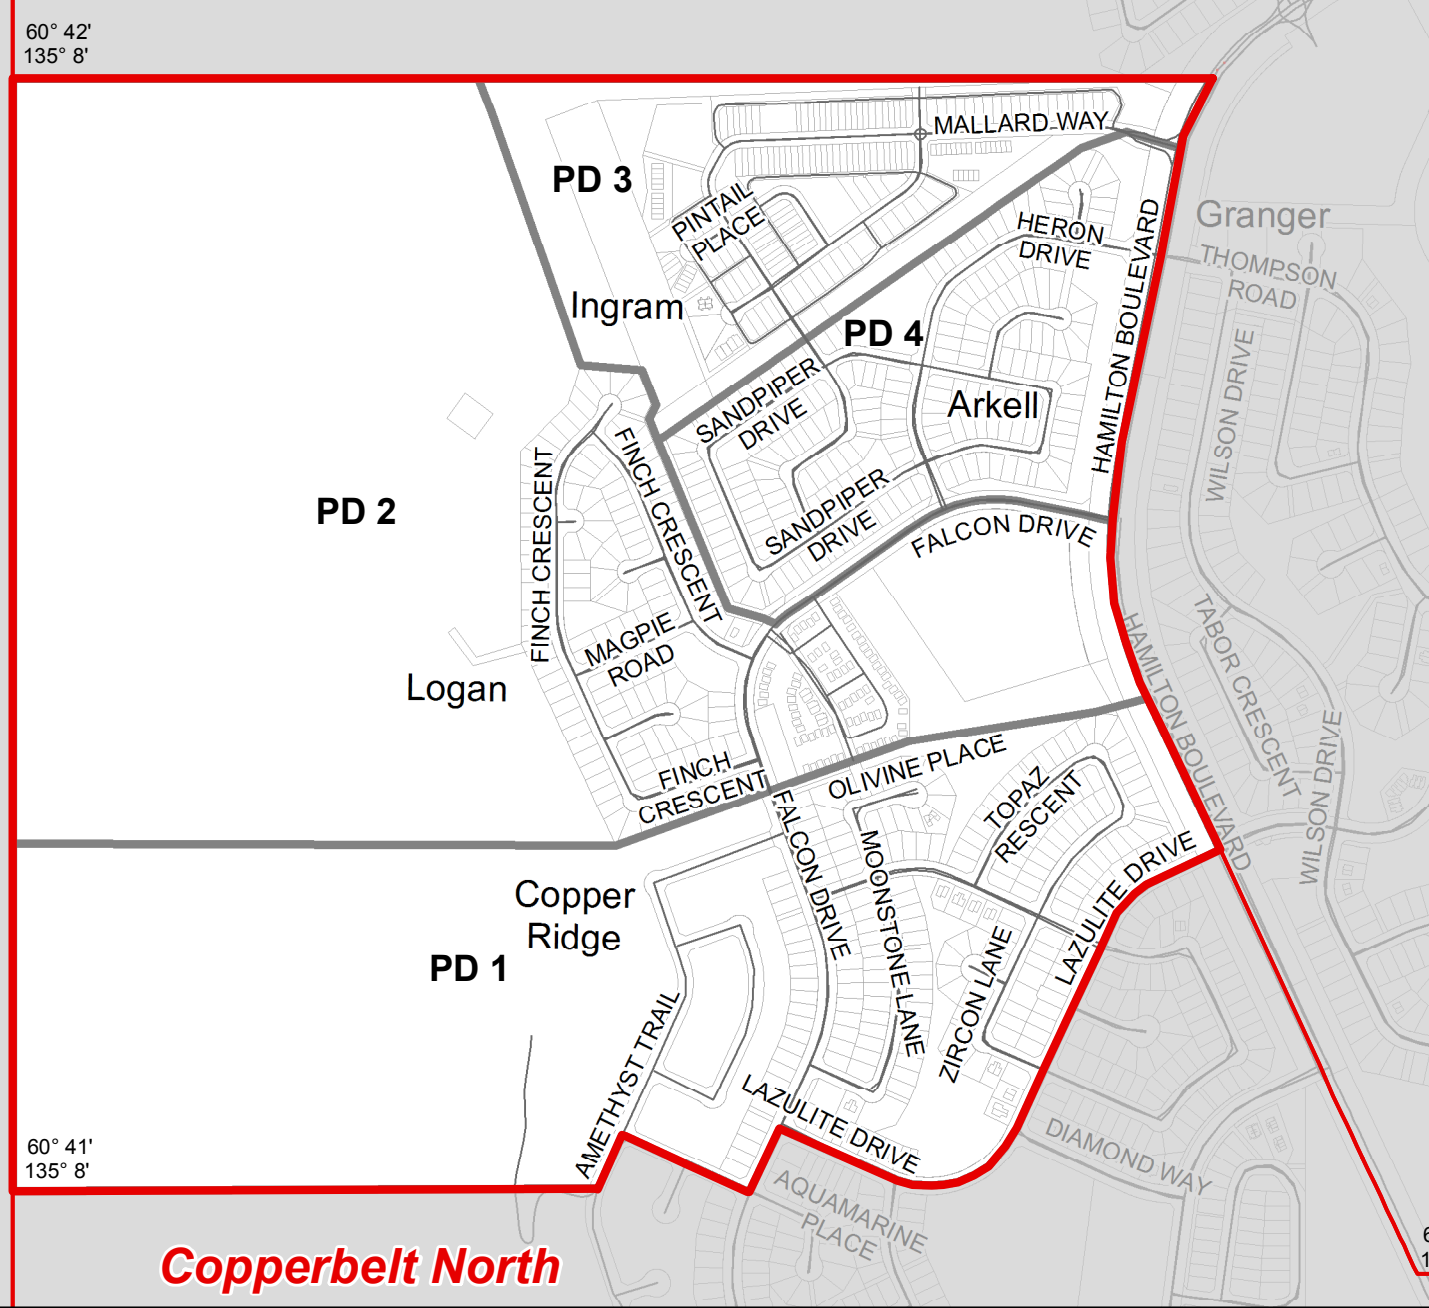 60° 42'
135° 8'
MALLARD WAY
PD 3
PINTAIL
PLACE
HERON
DRIVE
HAMILTON BOULEVARD
Granger
THOMPSON
ROAD
Ingram
PD 4
SANDPIPER
DRIVE
Arkell
WILSON DRIVE
FINCH CRESCENT
FINCH CRESCENT
PD 2
SANDPIPER
DRIVE
FALCON DRIVE
MAGPIE
ROAD
Logan
HAMILTON BOULEVARD
TABOR CRESCENT
WILSON DRIVE
FINCH
CRESCENT
OLIVINE PLACE
TOPAZ
RESCENT
FALCON DRIVE
MOONSTONE LANE
LAZULITE DRIVE
Copper
Ridge
PD 1
ZIRCON LANE
AMETHYST TRAIL
LAZULITE DRIVE
DIAMOND WAY
AQUAMARINE
PLACE
60° 41'
135° 8'
Copperbelt North
6
1